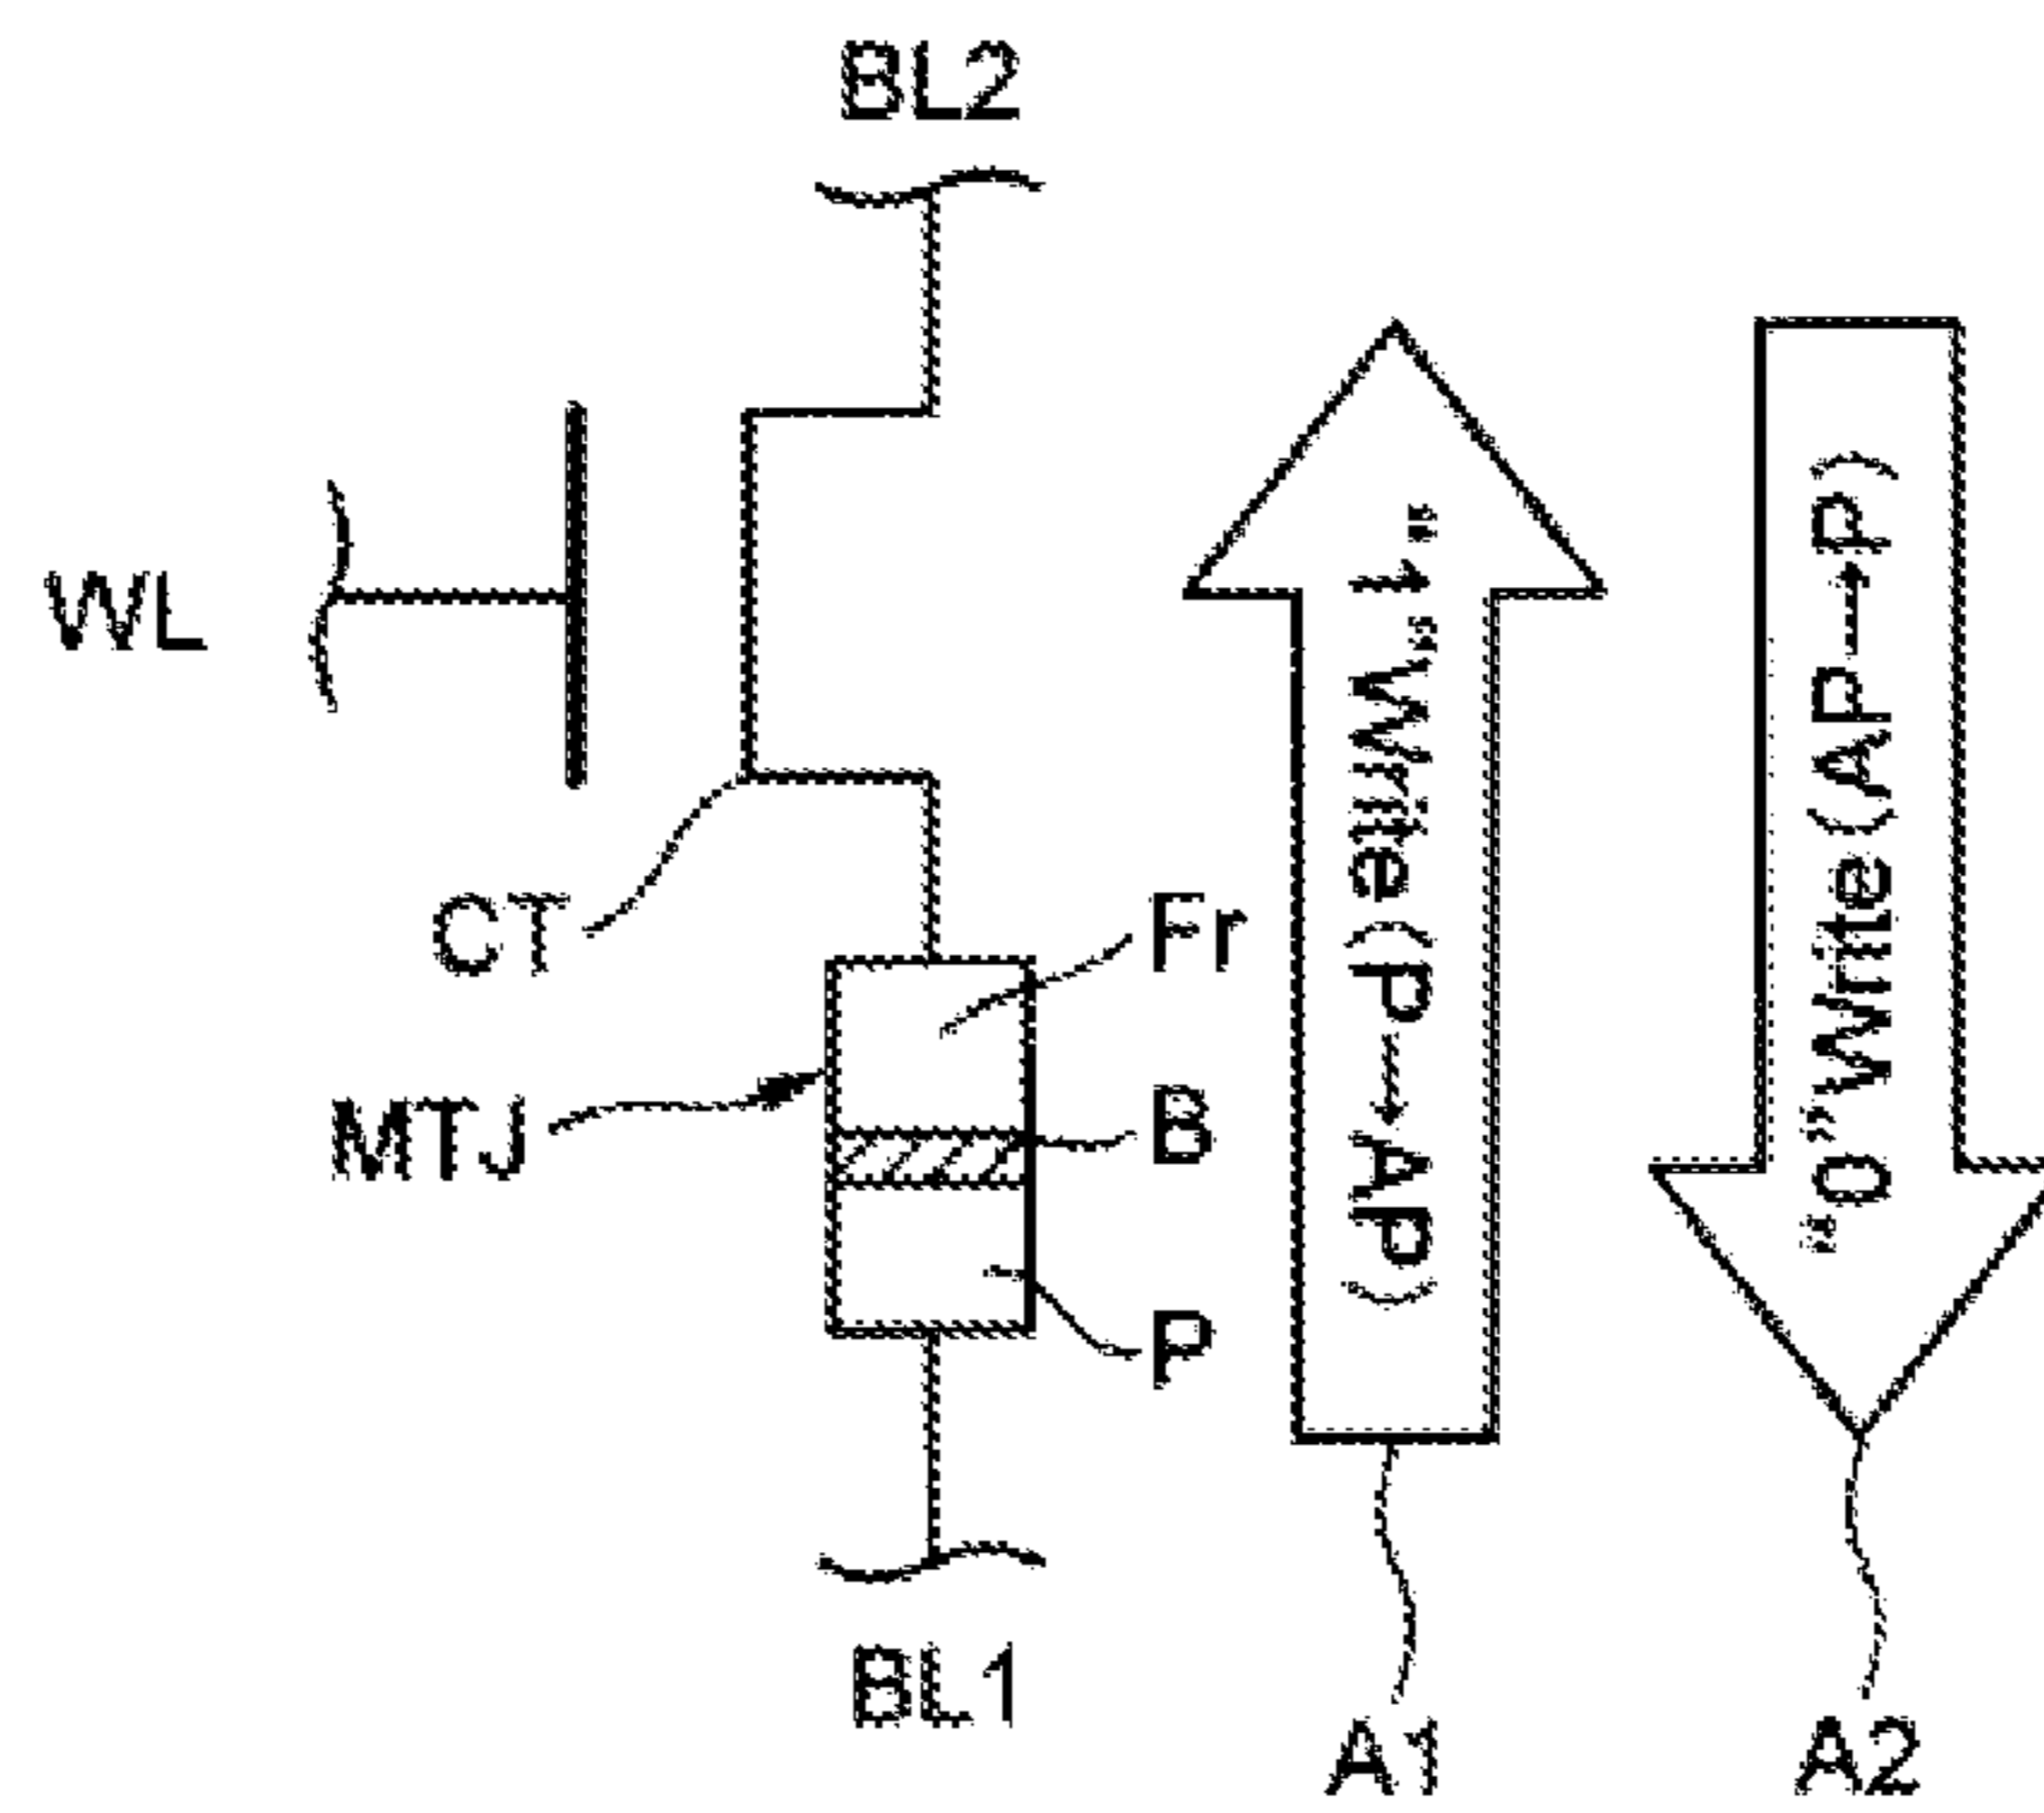 BL2
WL
CT
MTJ
Fr
B
P
BL1
"1" Write (P→AP)
A1
"0" Write (AP→P)
A2